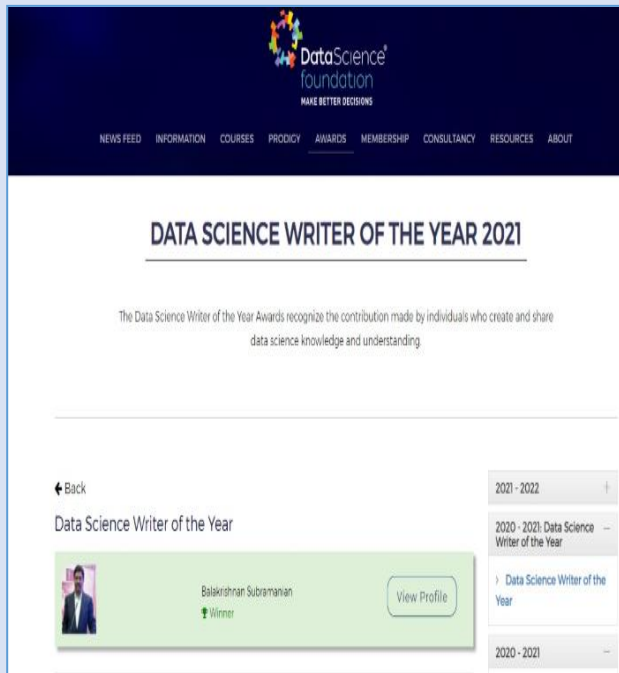 DataScience®
foundation
MAKE BETTER DECISIONS
NEWS FEED INFORMATION COURSES PRODIGY AWARDS MEMBERSHIP CONSULTANCY RESOURCES ABOUT
DATA SCIENCE WRITER OF THE YEAR 2021
The Data Science Writer of the Year Awards recognize the contribution made by individuals who create and share
data science knowledge and understanding.
Back
Data Science Writer of the Year
Balakrishnan Subramanian
Winner
View Profile
2021 - 2022 +
2020 - 2021: Data Science –
Writer of the Year
› Data Science Writer of the
Year
2020 - 2021 –